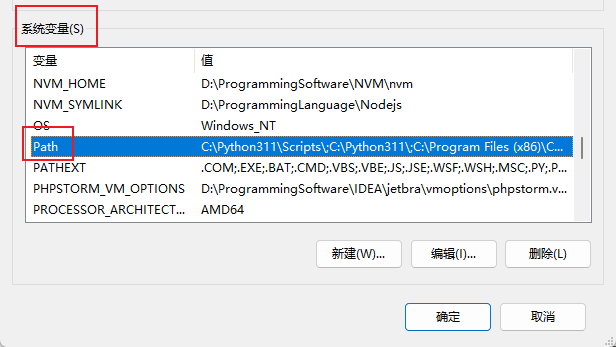 系统变量(S)
变量 值
NVM_HOME D:\ProgrammingSoftware\NVM\nvm
NVM_SYMLINK D:\ProgrammingLanguage\Nodejs
OS Windows_NT
Path C:\Python311\Scripts\;C:\Python311\;C:\Program Files (x86)\C...
PATHEXT .COM;.EXE;.BAT;.CMD;.VBS;.VBE;.JS;.JSE;.WSF;.WSH;.MSC;.PY;.P...
PHPSTORM_VM_OPTIONS D:\ProgrammingSoftware\IDEA\jetbra\vmoptions\phpstorm.v...
PROCESSOR_ARCHITECT... AMD64
新建(W)... 编辑(I)... 删除(L)
确定 取消